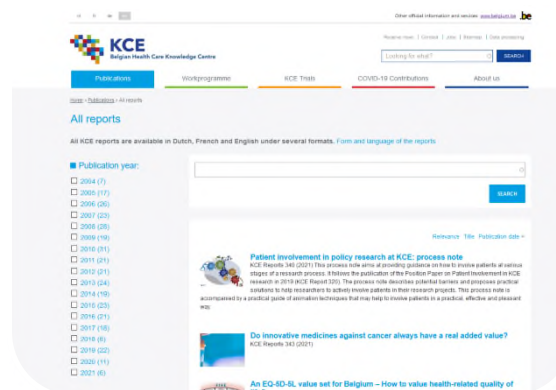 Other official information and services: www.belgium.be .be
KCE
Belgian Health Care Knowledge Centre
Looking for what?
SEARCH
Publications
Workprogramme
KCE Trials
COVID-19 Contributions
About us
Home > Publications > All reports
All reports
All KCE reports are available in Dutch, French and English under several formats. Form and language of the reports
Publication year:
2004 (7)
2005 (17)
2006 (20)
2007 (23)
2008 (28)
2009 (19)
2010 (31)
2011 (21)
2012 (21)
2013 (24)
2014 (19)
2015 (23)
2016 (21)
2017 (18)
2018 (6)
2019 (22)
2020 (11)
2021 (6)
SEARCH
Relevance Title Publication date
Patient involvement in policy research at KCE: process note
KCE Reports 340 (2021) This process note aims at providing guidance on how to involve patients at various
stages of a research process. It follows the publication of the Position Paper on Patient Involvement in KCE
research in 2019 (KCE Report 320). The process note describes potential barriers and proposes practical
solutions to help researchers to actively involve patients in their research projects. This process note is
accompanied by a practical guide of animation techniques that may help to involve patients in a practical, effective and pleasant
way.
Do innovative medicines against cancer always have a real added value?
KCE Reports 343 (2021)
An EQ-5D-5L value set for Belgium – How to value health-related quality of